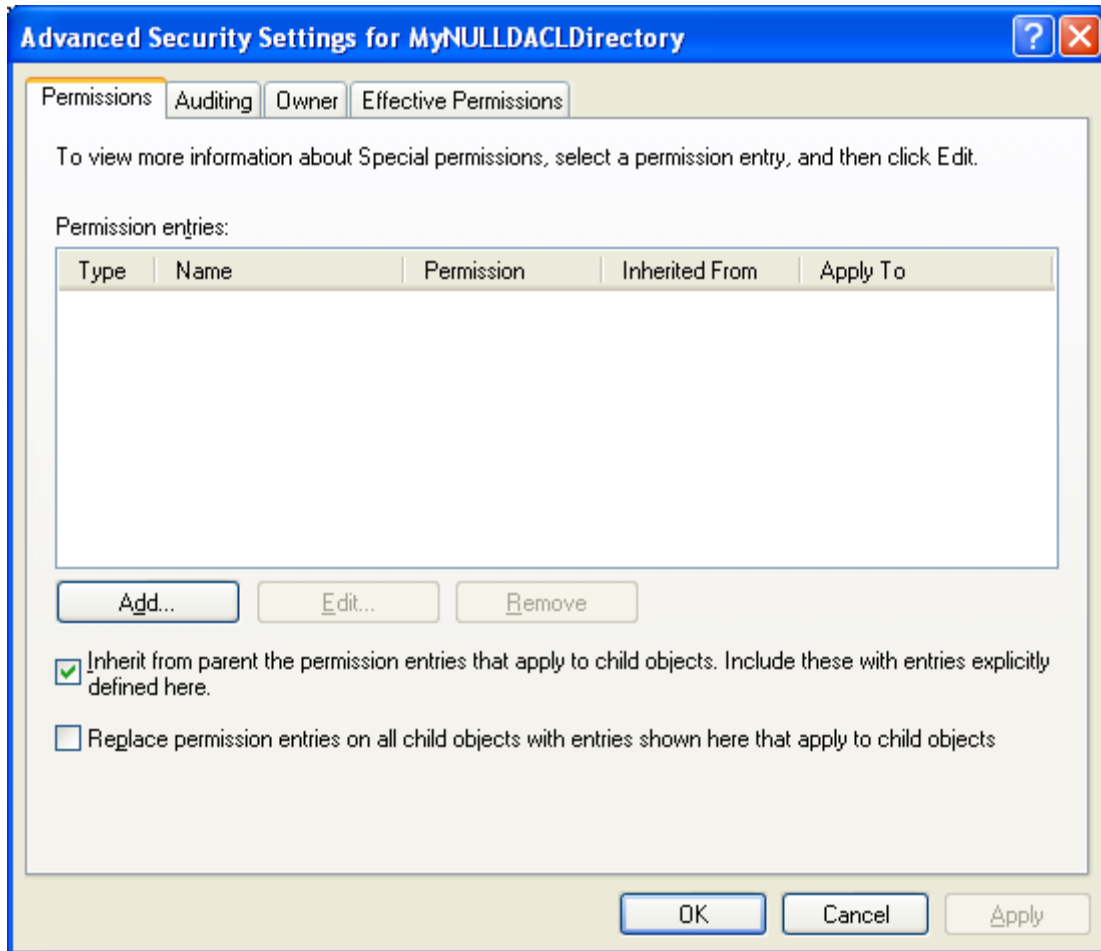 Advanced Security Settings for MyNULLDACLDirectory
Permissions Auditing Owner Effective Permissions
To view more information about Special permissions, select a permission entry, and then click Edit.
Permission entries:
Type Name Permission Inherited From Apply To
Add... Edit... Remove
Inherit from parent the permission entries that apply to child objects. Include these with entries explicitly
defined here.
Replace permission entries on all child objects with entries shown here that apply to child objects
OK Cancel Apply